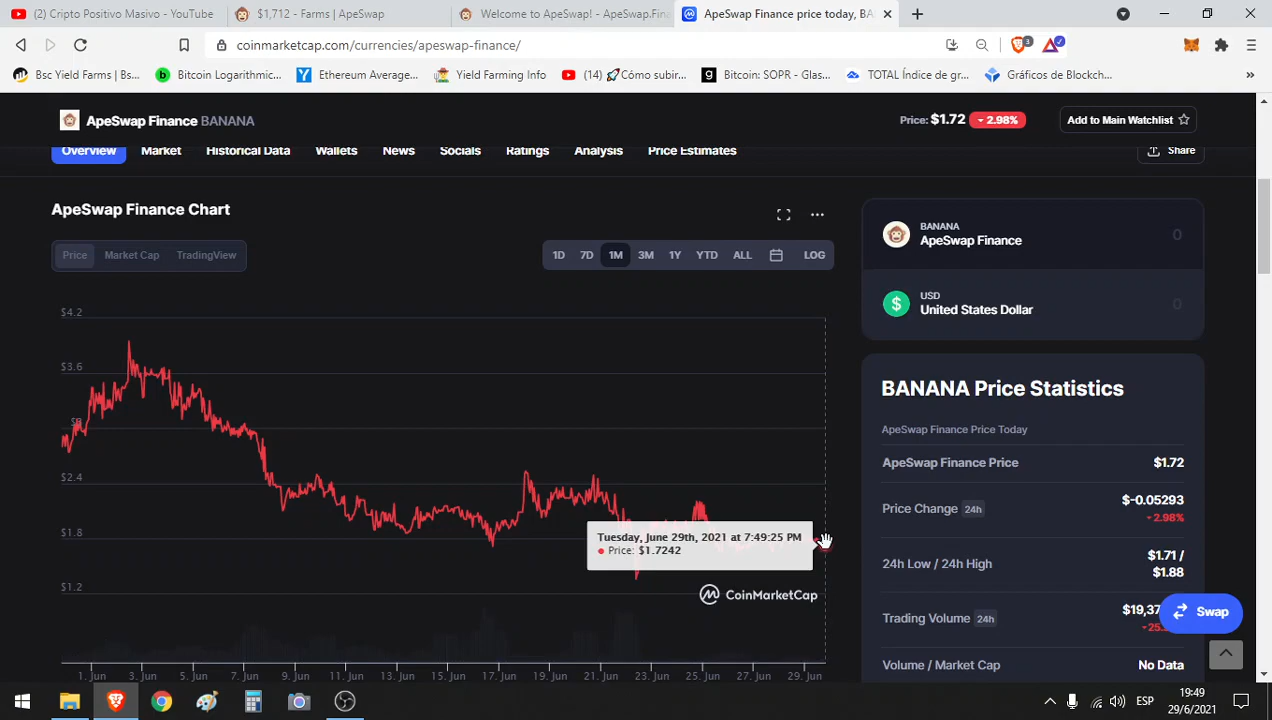 (2) Cripto Positivo Masivo - YouTube
$1,712 - Farms | ApeSwap
Welcome to ApeSwap! - ApeSwap.Fin
ApeSwap Finance price today, BA
coinmarketcap.com/currencies/apeswap-finance/
3
Bsc Yield Farms | Bs...
Bitcoin Logarithmic...
Ethereum Average...
Yield Farming Info
(14) 🚀Cómo subir...
Bitcoin: SOPR - Glas...
TOTAL Índice de gr...
Gráficos de Blockch...
»
ApeSwap Finance BANANA
Price: $1.72 2.98%
Add to Main Watchlist
Overview
Market
Historical Data
Wallets
News
Socials
Ratings
Analysis
Price Estimates
Share
ApeSwap Finance Chart
Price
Market Cap
TradingView
1D
7D
1M
3M
1Y
YTD
ALL
LOG
$4.2
$3.6
$3
$2.4
$1.8
$1.2
Tuesday, June 29th, 2021 at 7:49:25 PM
Price: $1.7242
CoinMarketCap
1. Jun
3. Jun
5. Jun
7. Jun
9. Jun
11. Jun
13. Jun
15. Jun
17. Jun
19. Jun
21. Jun
23. Jun
25. Jun
27. Jun
29. Jun
BANANA
ApeSwap Finance
0
USD
United States Dollar
0
BANANA Price Statistics
ApeSwap Finance Price Today
ApeSwap Finance Price
$1.72
Price Change 24h
$-0.05293
2.98%
24h Low / 24h High
$1.71 /
$1.88
Trading Volume 24h
$19,37
25.
Volume / Market Cap
No Data
Swap
ESP
19:49
29/6/2021